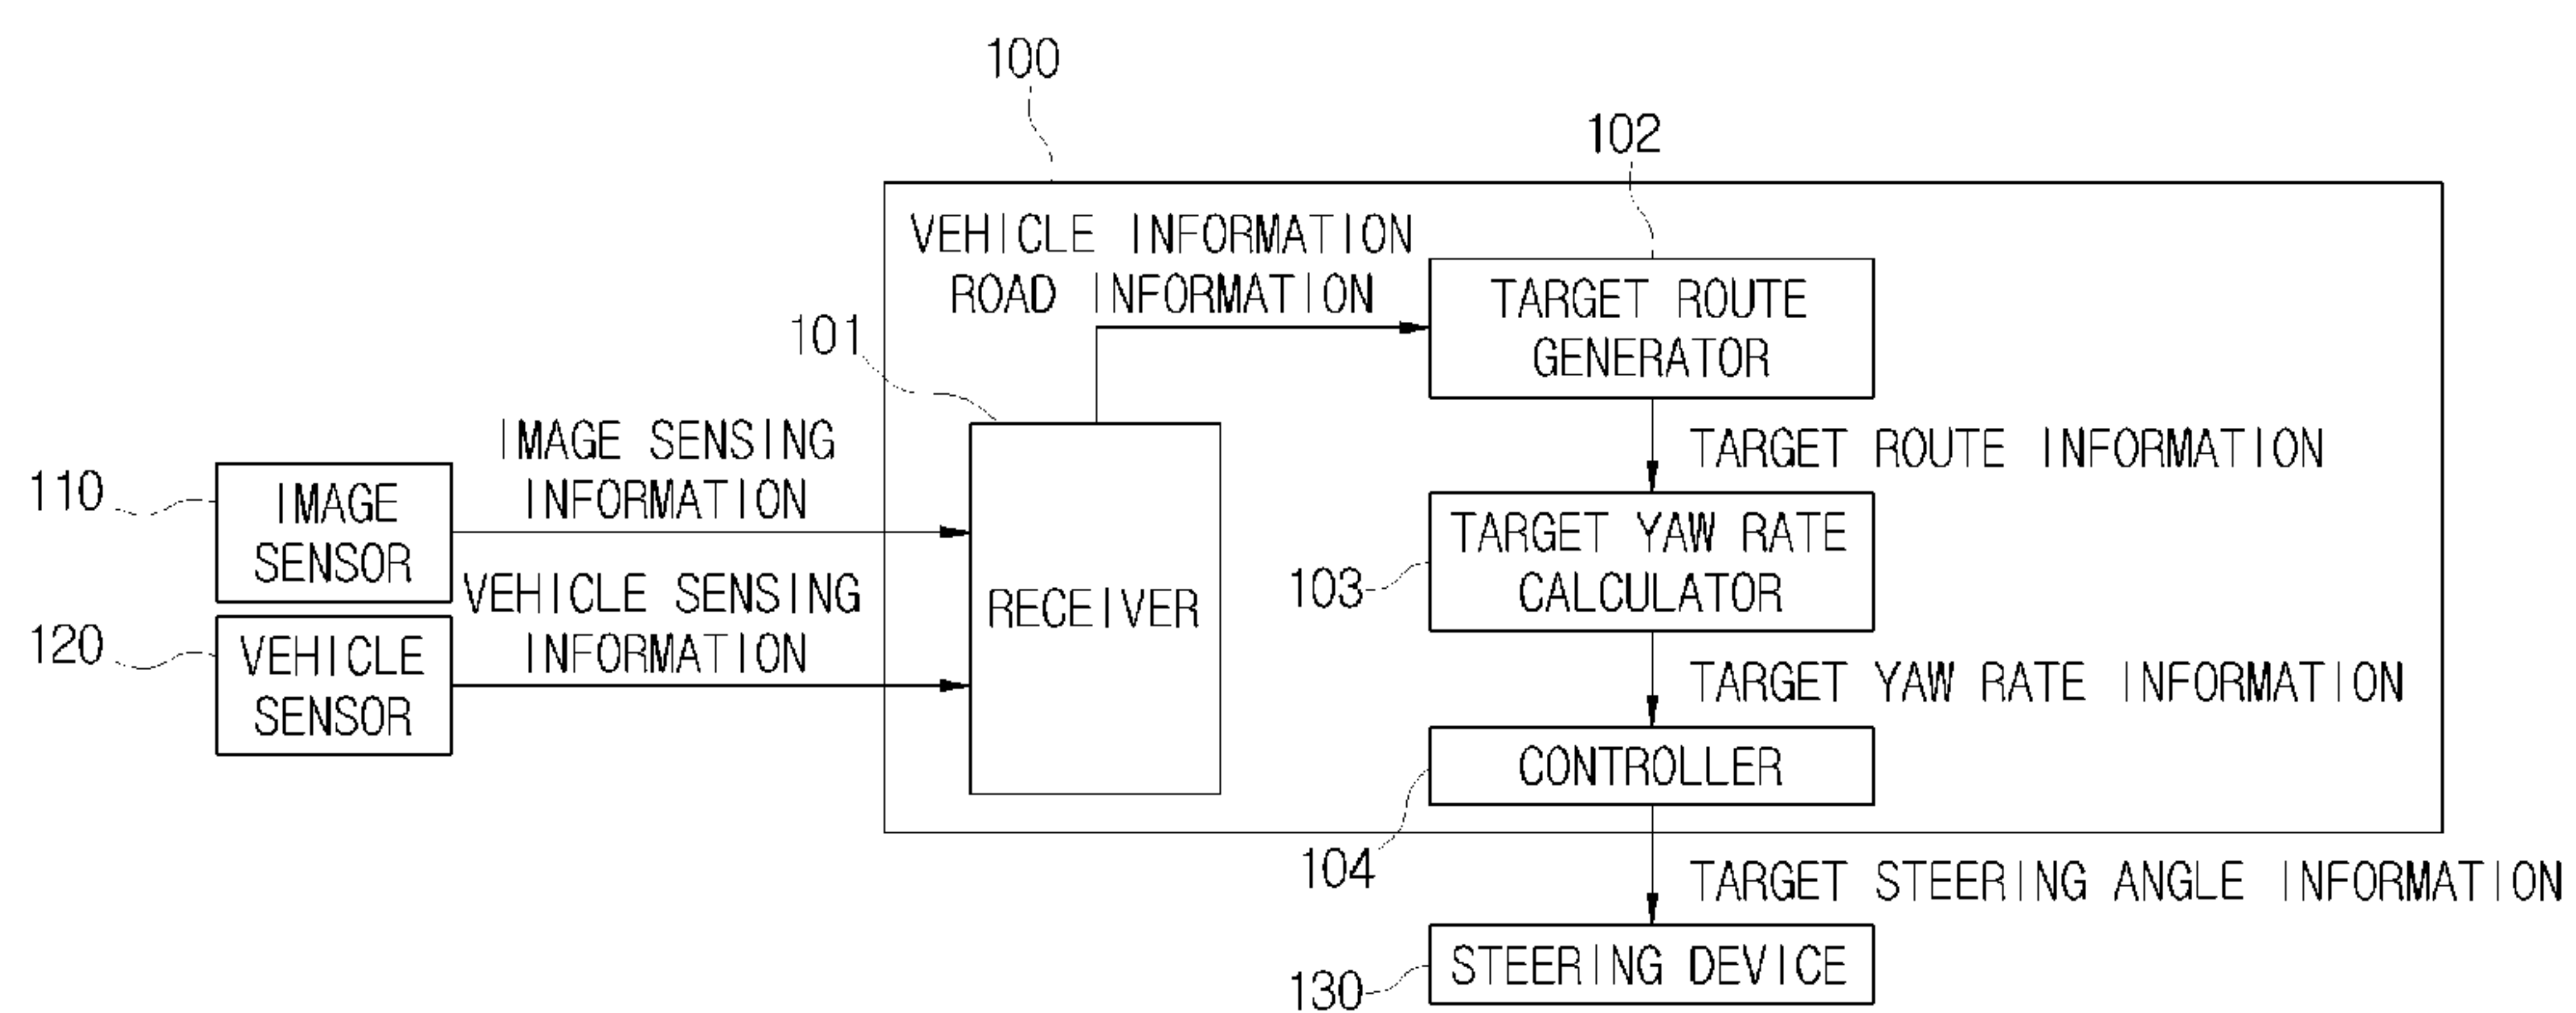 100
102
VEHICLE INFORMATION
ROAD INFORMATION
TARGET ROUTE
GENERATOR
101
IMAGE SENSING
INFORMATION
TARGET ROUTE INFORMATION
110
IMAGE
SENSOR
TARGET YAW RATE
CALCULATOR
103
VEHICLE SENSING
INFORMATION
RECEIVER
120
VEHICLE
SENSOR
TARGET YAW RATE INFORMATION
CONTROLLER
104
TARGET STEERING ANGLE INFORMATION
STEERING DEVICE
130